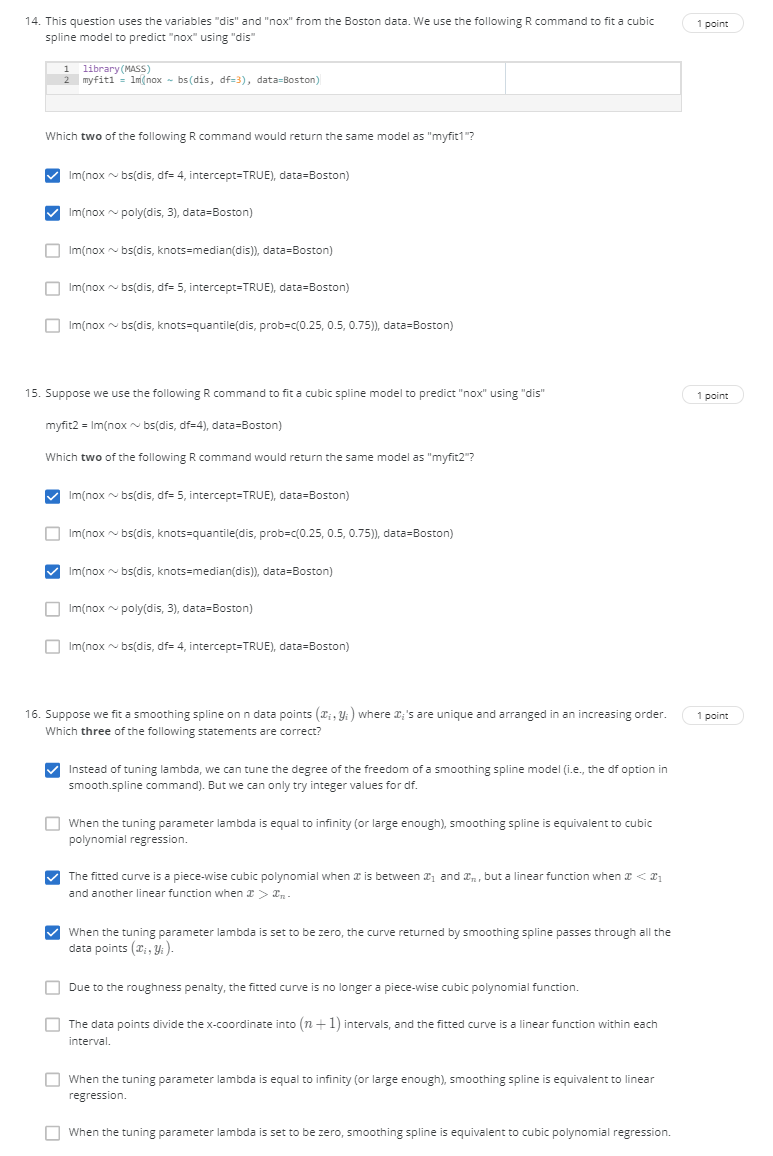 14. This question uses the variables "dis" and "nox" from the Boston data. We use the following R command to fit a cubic
spline model to predict "nox" using "dis"
1 point
1 library(MASS)
2 myfit1 = lm(nox ~ bs(dis, df=3), data=Boston)
Which two of the following R command would return the same model as "myfit1"?
lm(nox ~ bs(dis, df= 4, intercept=TRUE), data=Boston)
lm(nox ~ poly(dis, 3), data=Boston)
lm(nox ~ bs(dis, knots=median(dis)), data=Boston)
lm(nox ~ bs(dis, df= 5, intercept=TRUE), data=Boston)
lm(nox ~ bs(dis, knots=quantile(dis, prob=c(0.25, 0.5, 0.75)), data=Boston)
15. Suppose we use the following R command to fit a cubic spline model to predict "nox" using "dis"
1 point
myfit2 = lm(nox ~ bs(dis, df=4), data=Boston)
Which two of the following R command would return the same model as "myfit2"?
lm(nox ~ bs(dis, df= 5, intercept=TRUE), data=Boston)
lm(nox ~ bs(dis, knots=quantile(dis, prob=c(0.25, 0.5, 0.75)), data=Boston)
lm(nox ~ bs(dis, knots=median(dis)), data=Boston)
lm(nox ~ poly(dis, 3), data=Boston)
lm(nox ~ bs(dis, df= 4, intercept=TRUE), data=Boston)
16. Suppose we fit a smoothing spline on n data points (xᵢ, yᵢ) where xᵢ's are unique and arranged in an increasing order.
Which three of the following statements are correct?
1 point
Instead of tuning lambda, we can tune the degree of the freedom of a smoothing spline model (i.e., the df option in
smooth.spline command). But we can only try integer values for df.
When the tuning parameter lambda is equal to infinity (or large enough), smoothing spline is equivalent to cubic
polynomial regression.
The fitted curve is a piece-wise cubic polynomial when x is between x₁ and xₙ, but a linear function when x < x₁
and another linear function when x > xₙ.
When the tuning parameter lambda is set to be zero, the curve returned by smoothing spline passes through all the
data points (xᵢ, yᵢ).
Due to the roughness penalty, the fitted curve is no longer a piece-wise cubic polynomial function.
The data points divide the x-coordinate into (n + 1) intervals, and the fitted curve is a linear function within each
interval.
When the tuning parameter lambda is equal to infinity (or large enough), smoothing spline is equivalent to linear
regression.
When the tuning parameter lambda is set to be zero, smoothing spline is equivalent to cubic polynomial regression.